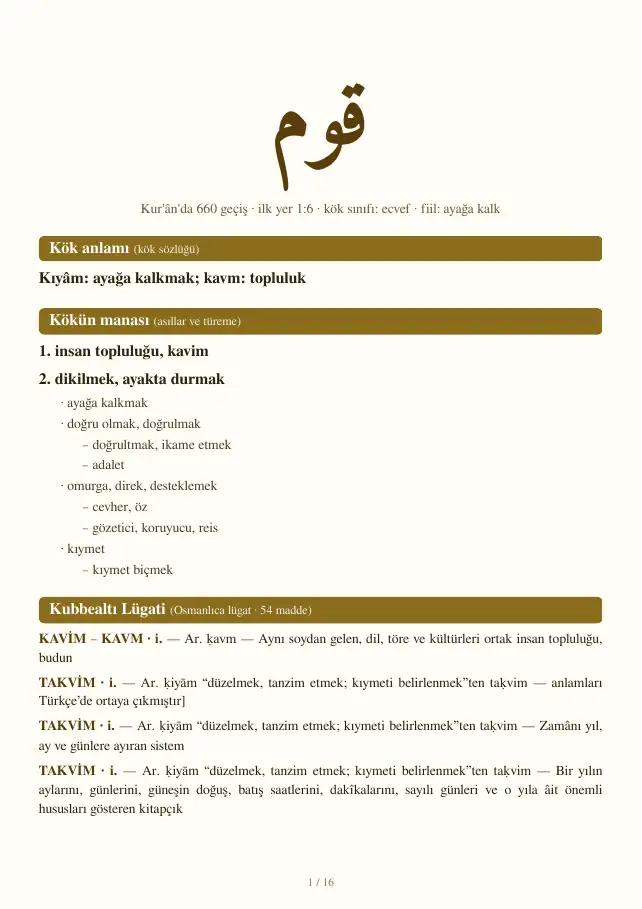 قوم
Kur'ân'da 660 geçiş · ilk yer 1:6 · kök sınıfı: ecvef · fiil: ayağa kalk
Kök anlamı (kök sözlüğü)
Kıyâm: ayağa kalkmak; kavm: topluluk
Kökün manası (asıllar ve türeme)
1. insan topluluğu, kavim
2. dikilmek, ayakta durmak
· ayağa kalkmak
· doğru olmak, doğrulmak
– doğrultmak, ikame etmek
– adalet
· omurga, direk, desteklemek
– cevher, öz
– gözetici, koruyucu, reis
· kıymet
– kıymet biçmek
Kubbealtı Lügati (Osmanlıca lügat · 54 madde)
KAVİM – KAVM · i. — Ar. ḳavm — Aynı soydan gelen, dil, töre ve kültürleri ortak insan topluluğu,
budun
TAKVİM · i. — Ar. ḳiyām “düzelmek, tanzim etmek; kıymeti belirlenmek”ten taḳvim — anlamları
Türkçe’de ortaya çıkmıştır]
TAKVİM · i. — Ar. ḳiyām “düzelmek, tanzim etmek; kıymeti belirlenmek”ten taḳvim — Zamânı yıl,
ay ve günlere ayıran sistem
TAKVİM · i. — Ar. ḳiyām “düzelmek, tanzim etmek; kıymeti belirlenmek”ten taḳvim — Bir yılın
aylarını, günlerini, güneşin doğuş, batış saatlerini, dakîkalarını, sayılı günleri ve o yıla âit önemli
hususları gösteren kitapçık
1 / 16